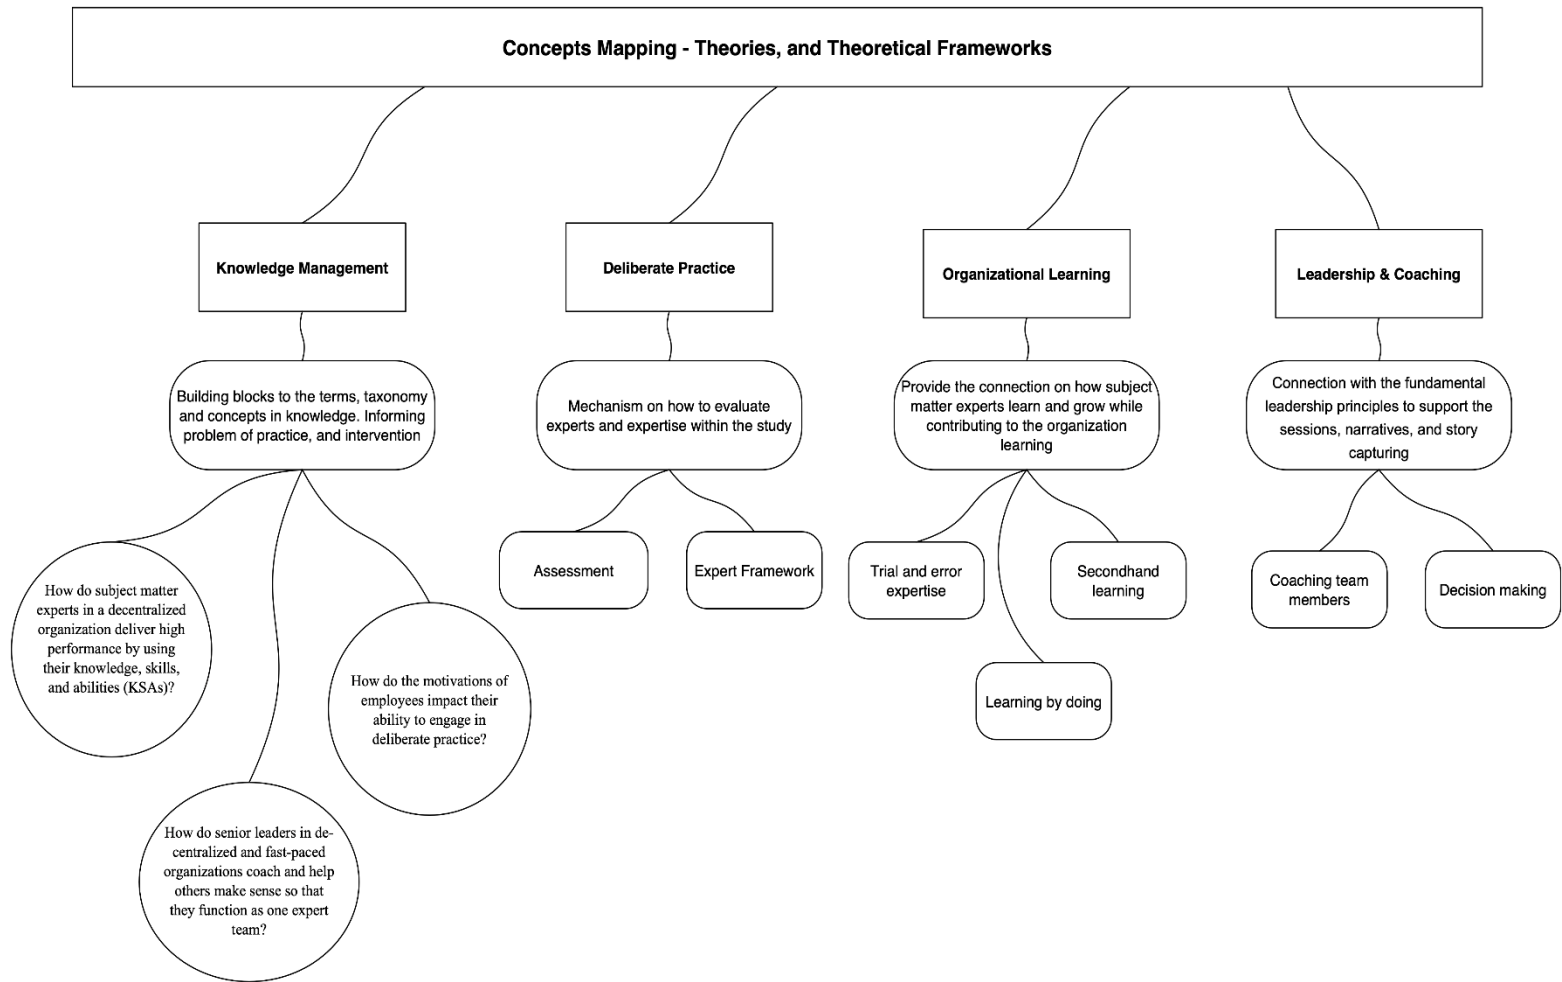 Concepts Mapping - Theories, and Theoretical Frameworks
Knowledge Management
Deliberate Practice
Organizational Learning
Leadership & Coaching
Building blocks to the terms, taxonomy
and concepts in knowledge. Informing
problem of practice, and intervention
Mechanism on how to evaluate
experts and expertise within the study
Provide the connection on how subject
matter experts learn and grow while
contributing to the organization
learning
Connection with the fundamental
leadership principles to support the
sessions, narratives, and story
capturing
How do subject matter
experts in a decentralized
organization deliver high
performance by using
their knowledge, skills,
and abilities (KSAs)?
How do senior leaders in de-
centralized and fast-paced
organizations coach and help
others make sense so that
they function as one expert
team?
How do the motivations of
employees impact their
ability to engage in
deliberate practice?
Assessment
Expert Framework
Trial and error
expertise
Learning by doing
Secondhand
learning
Coaching team
members
Decision making